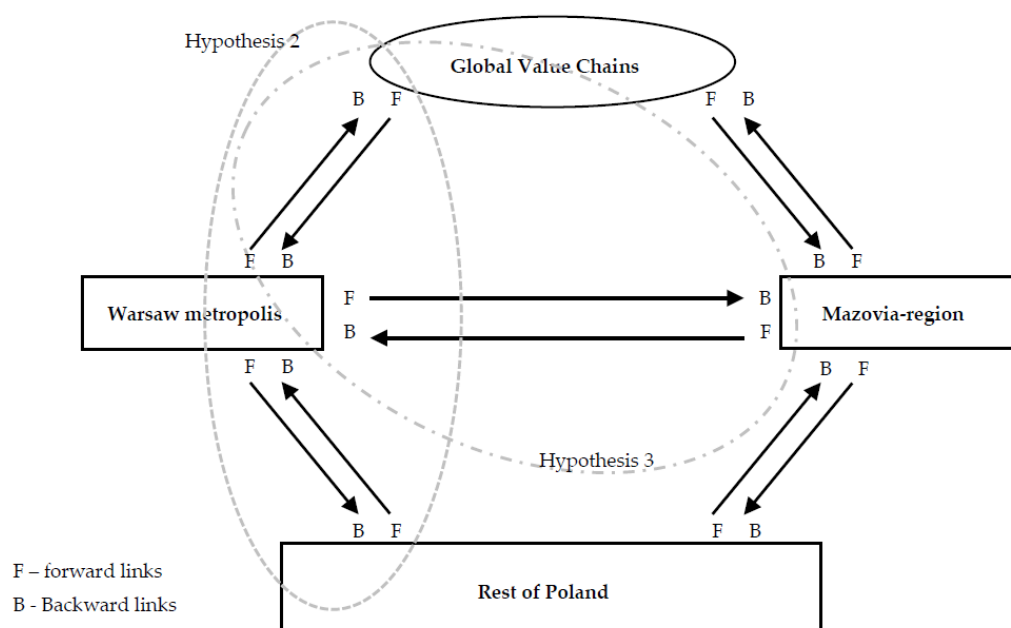 Hypothesis 2
Global Value Chains
B F
F B
F B
B F
Warsaw metropolis
F
B
B
F
Mazovia-region
F B
B F
Hypothesis 3
B F
F B
F – forward links
B - Backward links
Rest of Poland